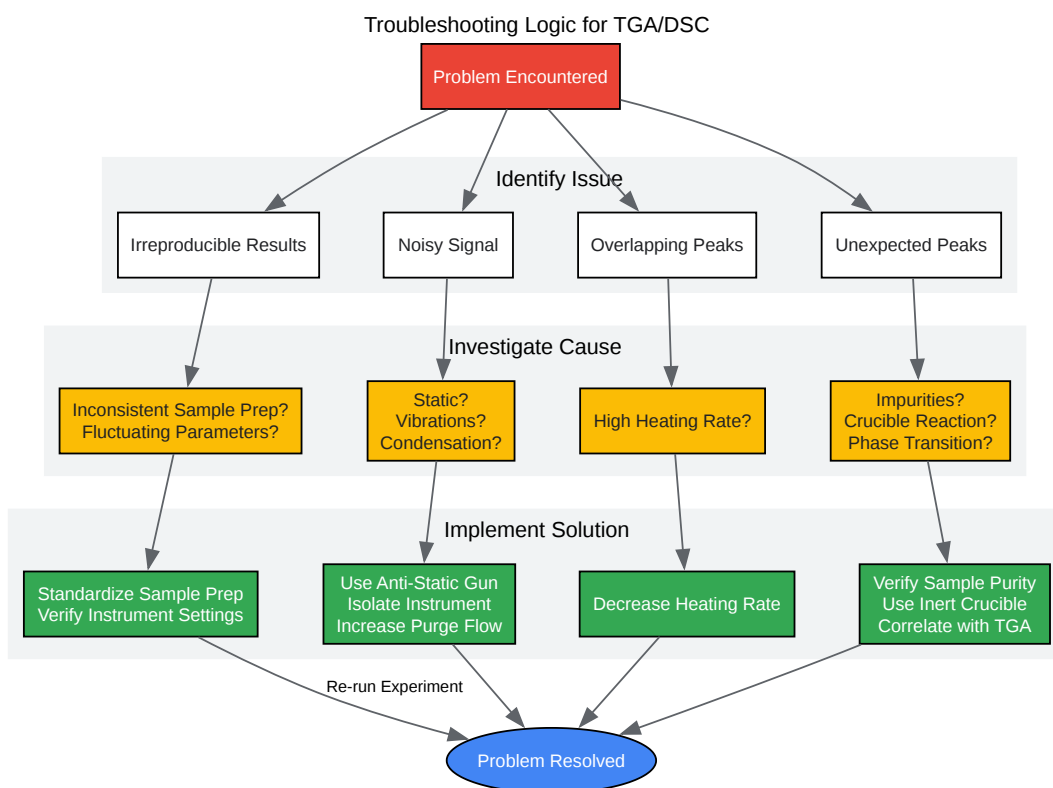 Troubleshooting Logic for TGA/DSC
Problem Encountered
Identify Issue
Irreproducible Results
Noisy Signal
Overlapping Peaks
Unexpected Peaks
Investigate Cause
Inconsistent Sample Prep?
Fluctuating Parameters?
Static?
Vibrations?
Condensation?
High Heating Rate?
Impurities?
Crucible Reaction?
Phase Transition?
Implement Solution
Standardize Sample Prep
Verify Instrument Settings
Use Anti-Static Gun
Isolate Instrument
Increase Purge Flow
Decrease Heating Rate
Verify Sample Purity
Use Inert Crucible
Correlate with TGA
Re-run Experiment
Problem Resolved